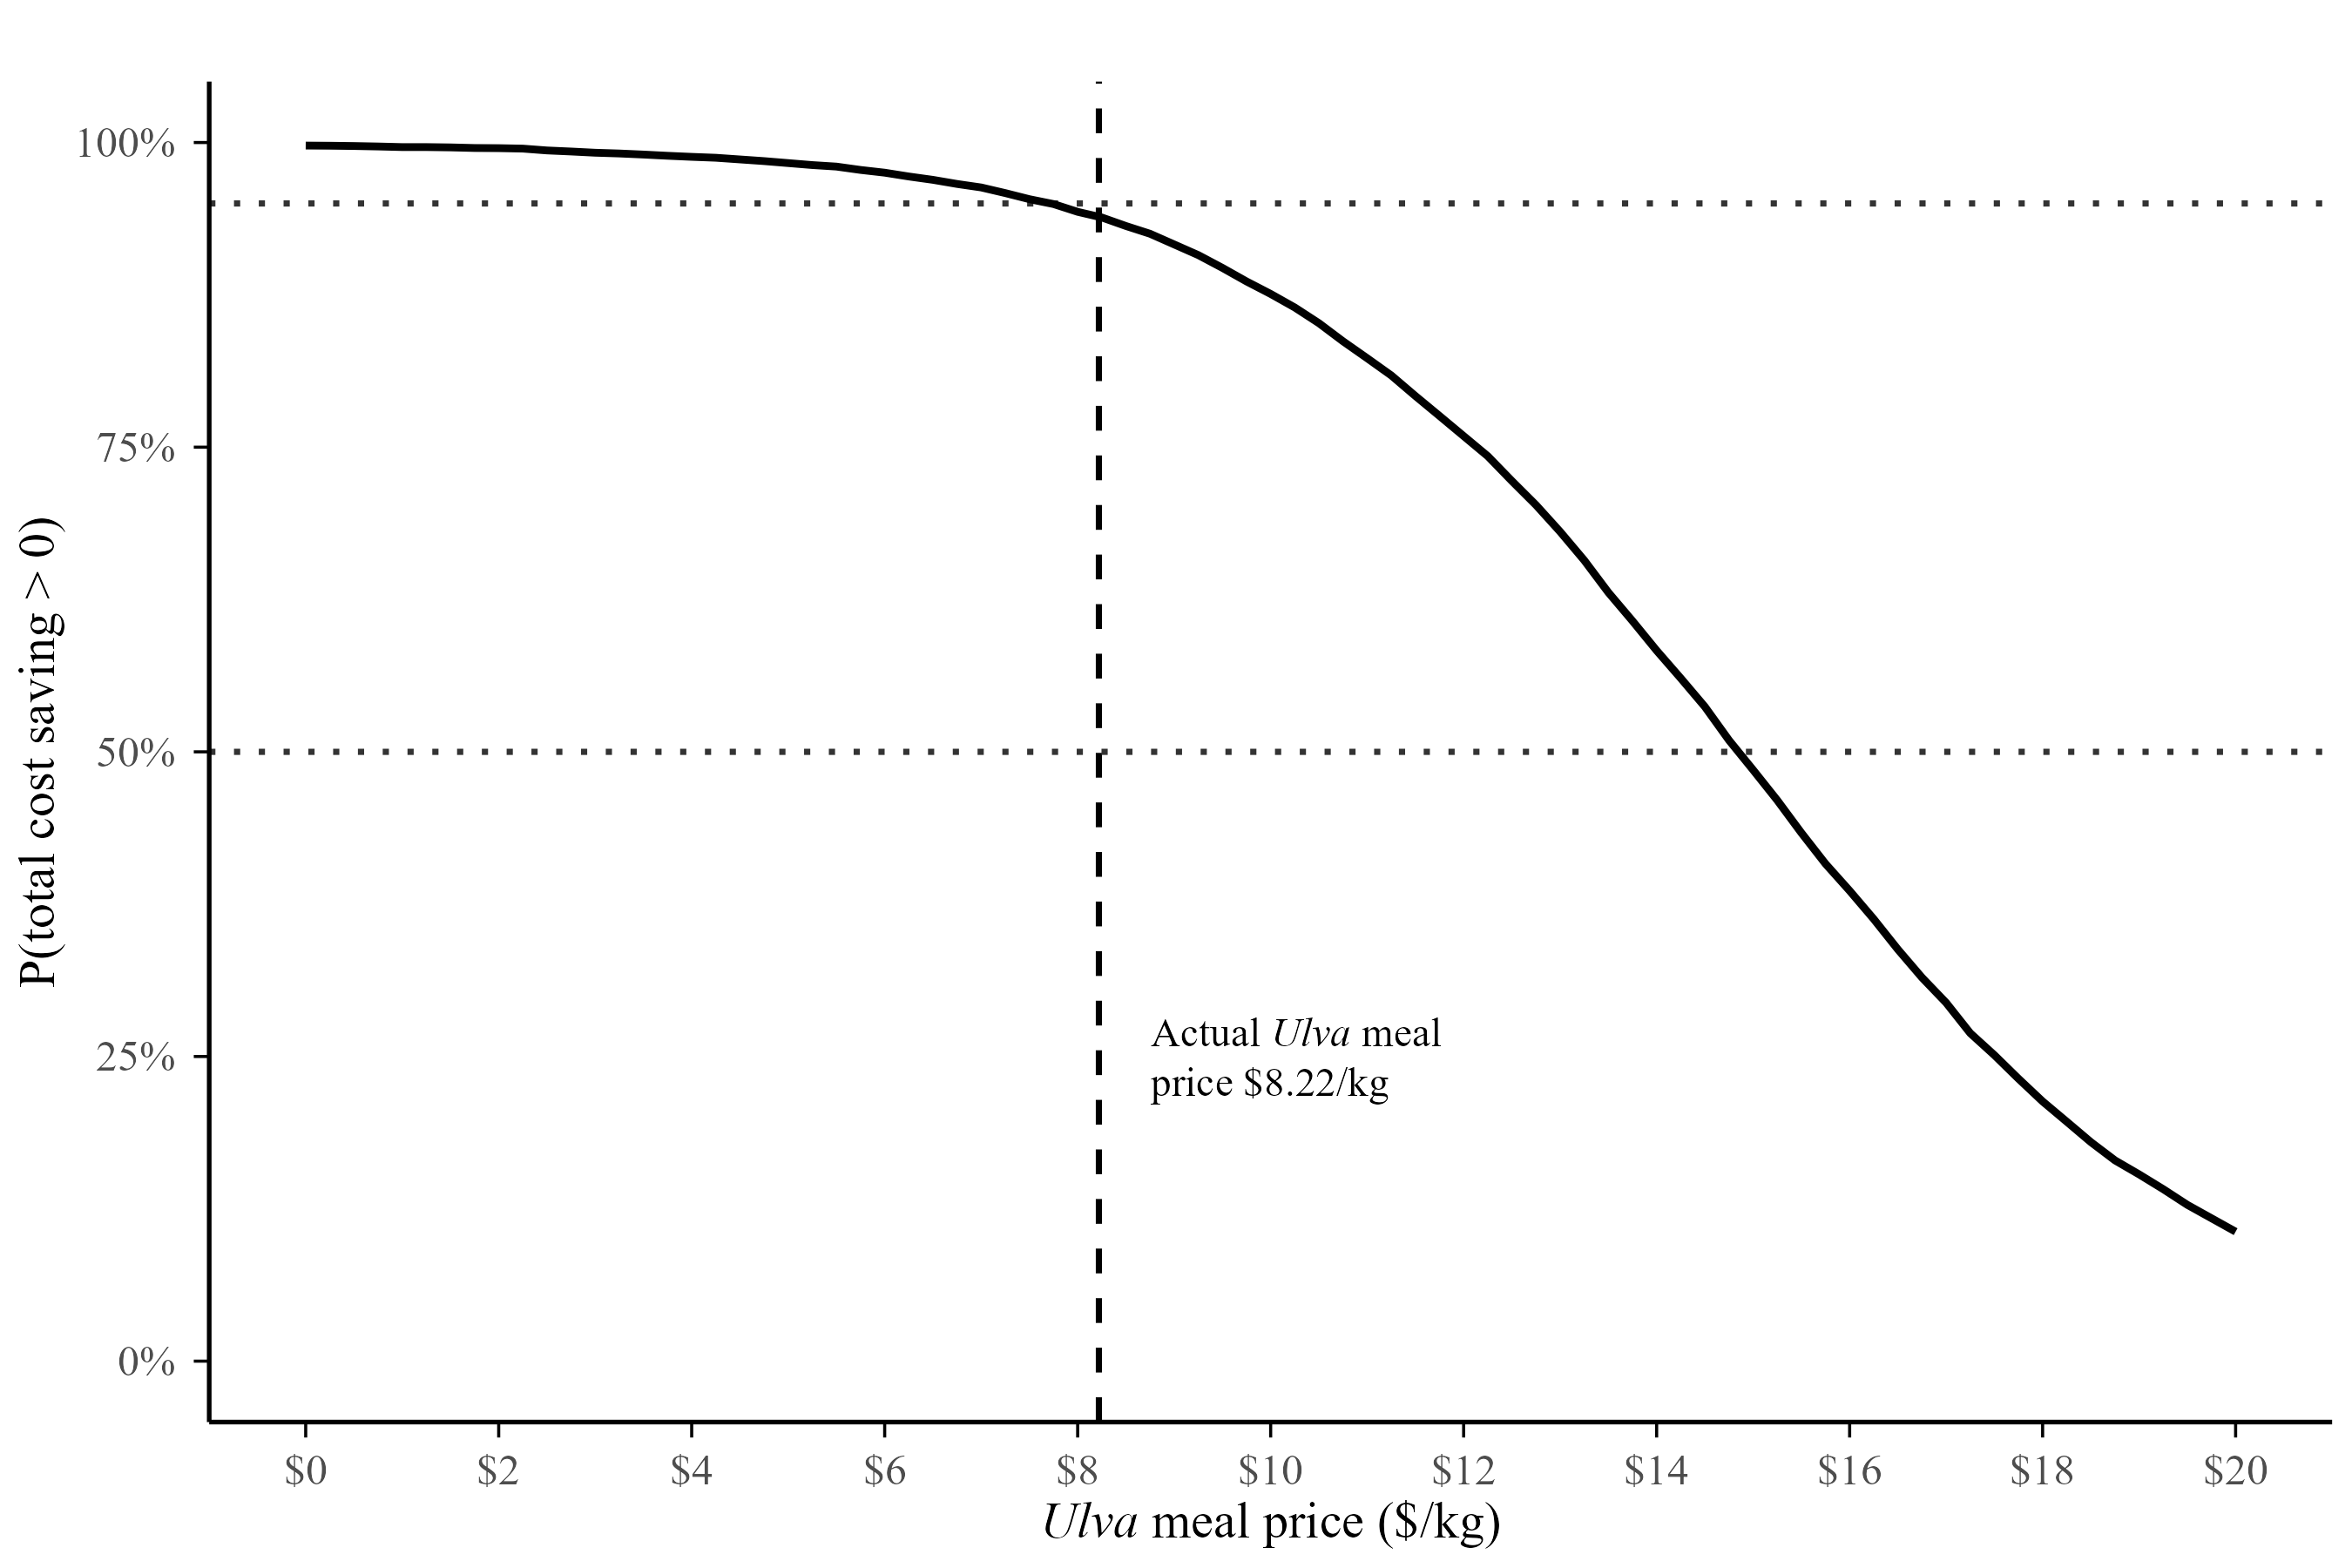 P(total cost saving > 0)
100%
75%
50%
25%
0%
Actual Ulva meal
price $8.22/kg
$0 $2 $4 $6 $8 $10 $12 $14 $16 $18 $20
Ulva meal price ($/kg)